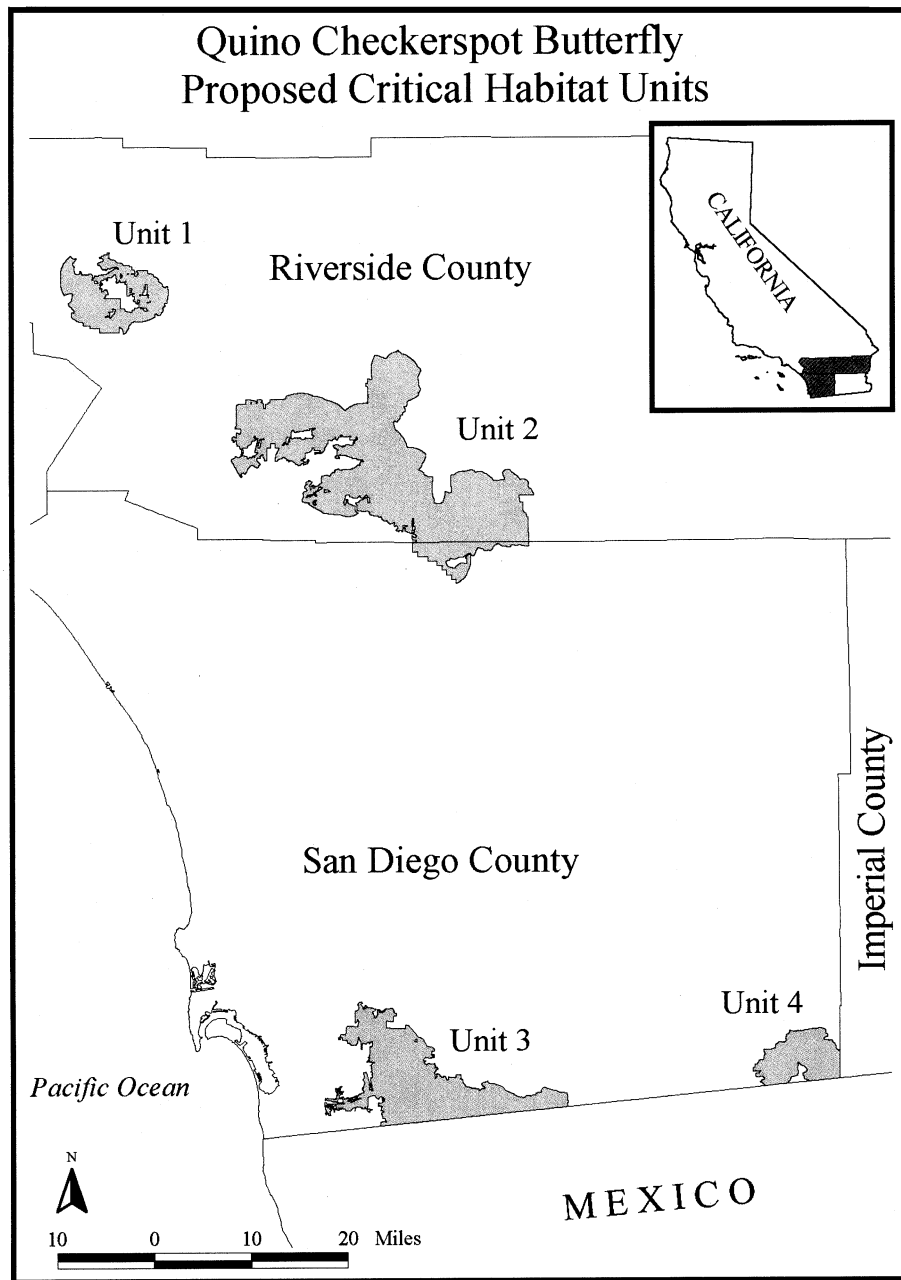 Quino Checkerspot Butterfly
Proposed Critical Habitat Units
CALIFORNIA
Unit 1
Riverside County
Unit 2
San Diego County
Imperial County
Unit 4
Unit 3
Pacific Ocean
N
MEXICO
10 0 10 20 Miles